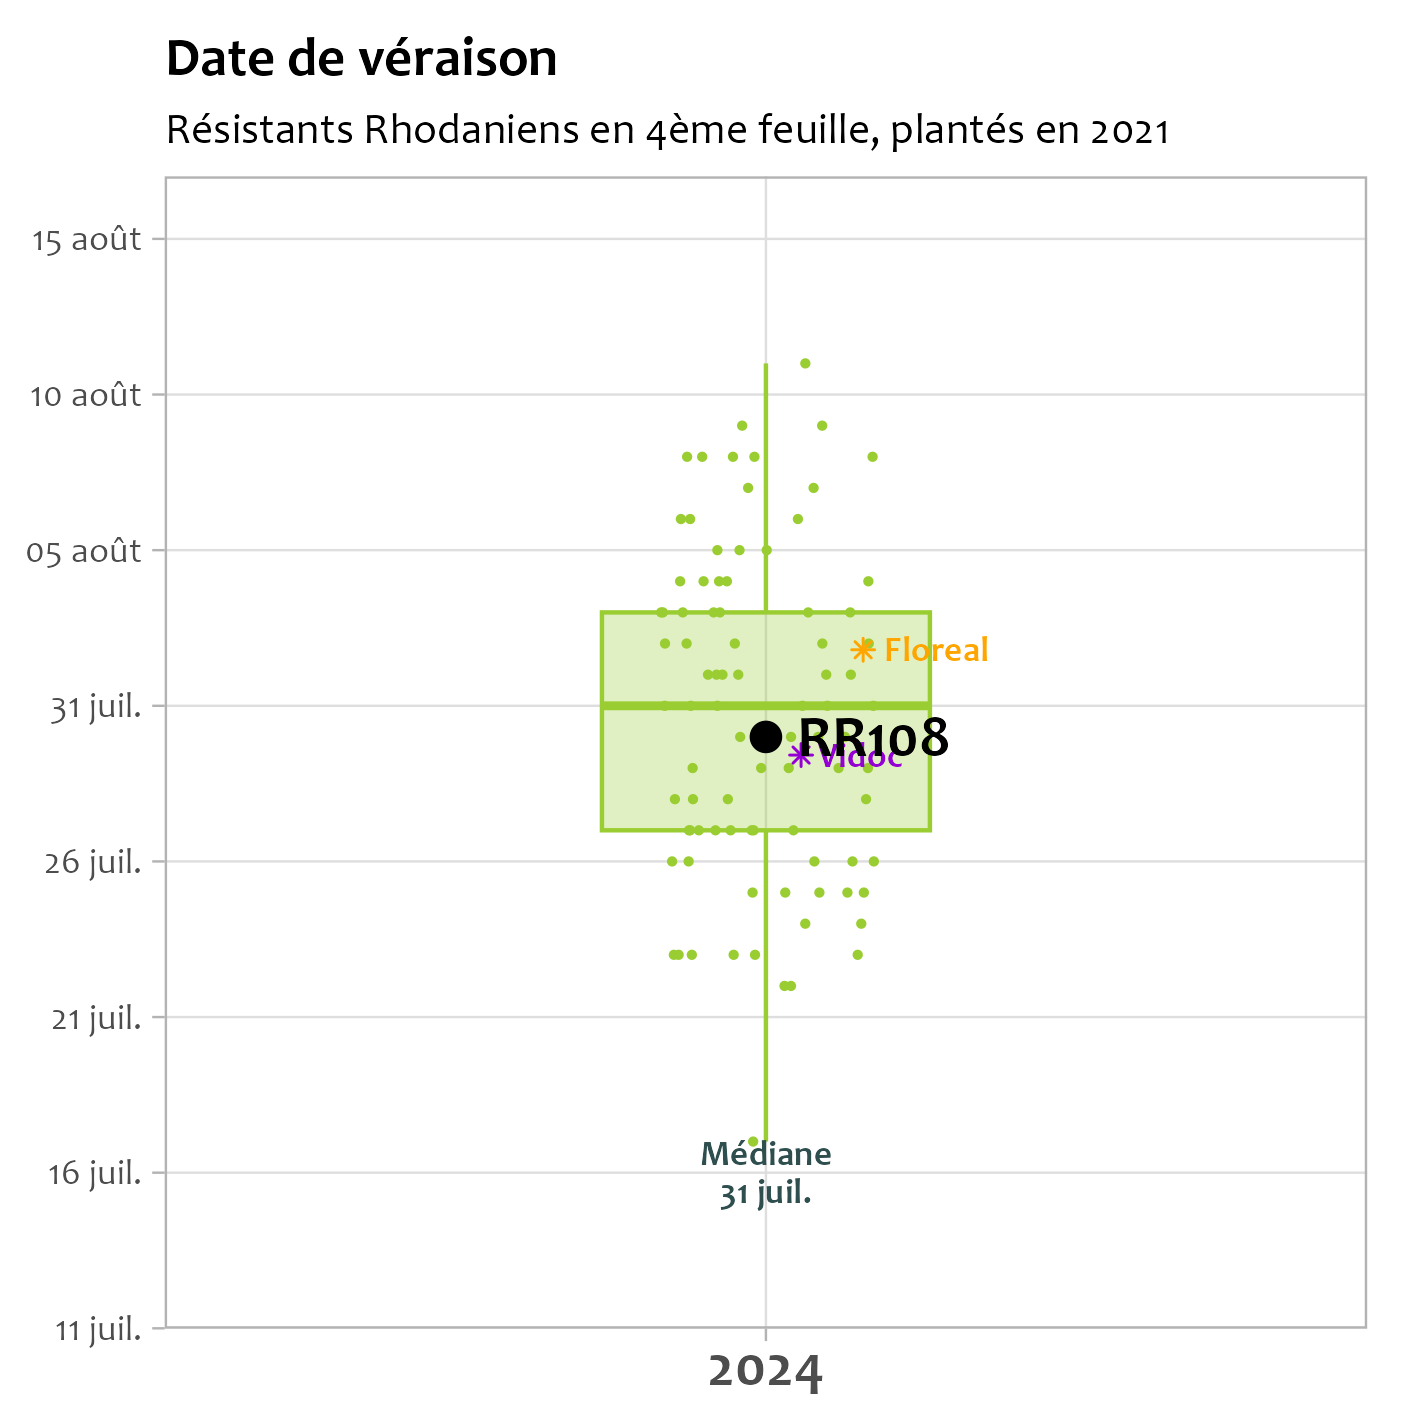 Date de véraison
Résistants Rhodaniens en 4ème feuille, plantés en 2021
15 août
10 août
05 août
31 juil.
26 juil.
21 juil.
16 juil.
11 juil.
Floreal
RR108
Vidoc
Médiane
31 juil.
2024